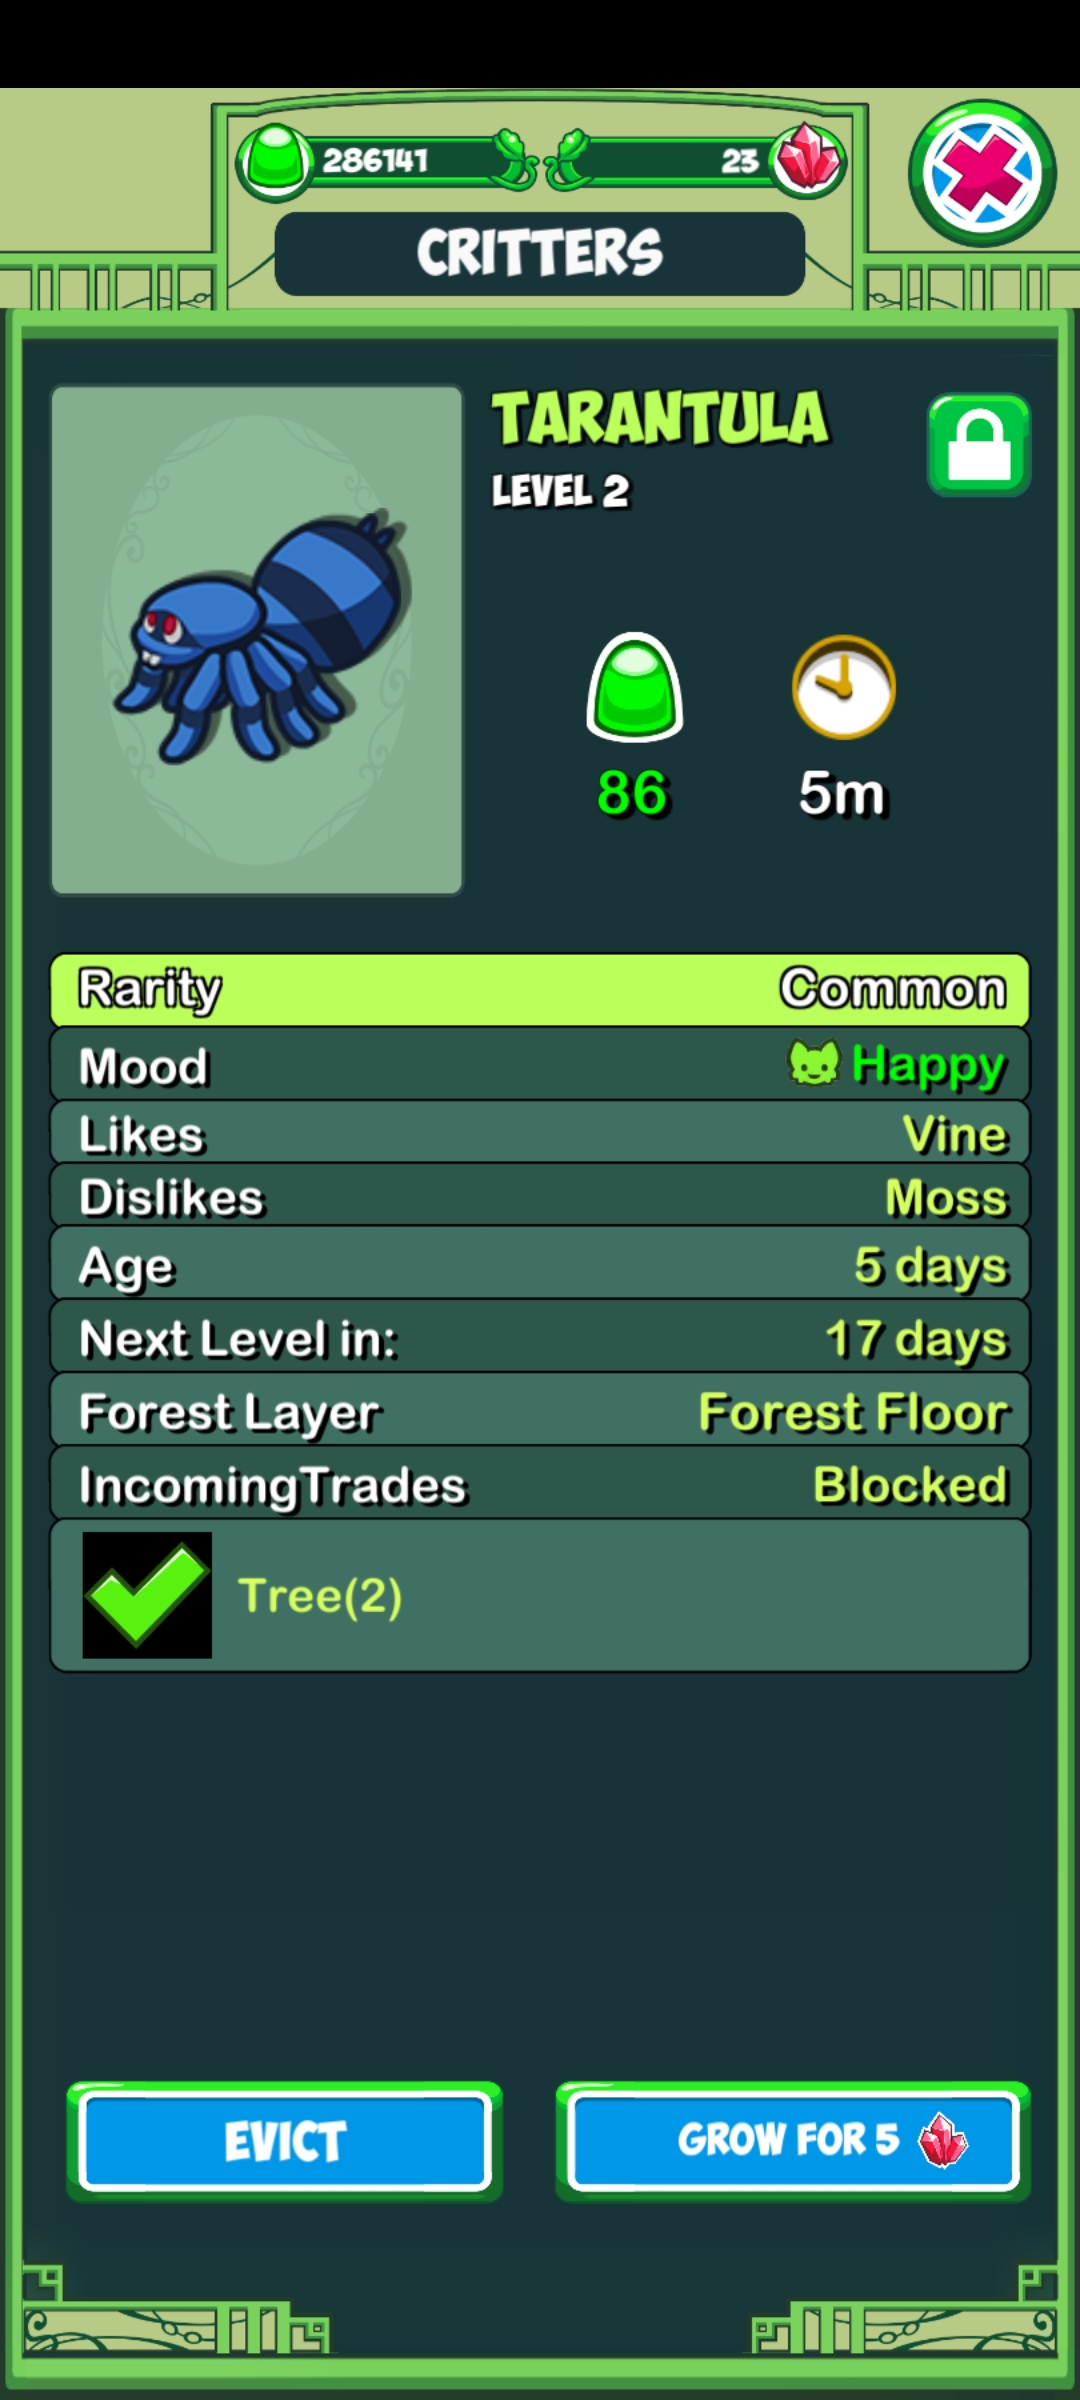 286141
23
CRITTERS
TARANTULA
LEVEL 2
86
5m
Rarity Common
Mood Happy
Likes Vine
Dislikes Moss
Age 5 days
Next Level in: 17 days
Forest Layer Forest Floor
IncomingTrades Blocked
Tree(2)
EVICT
GROW FOR 5